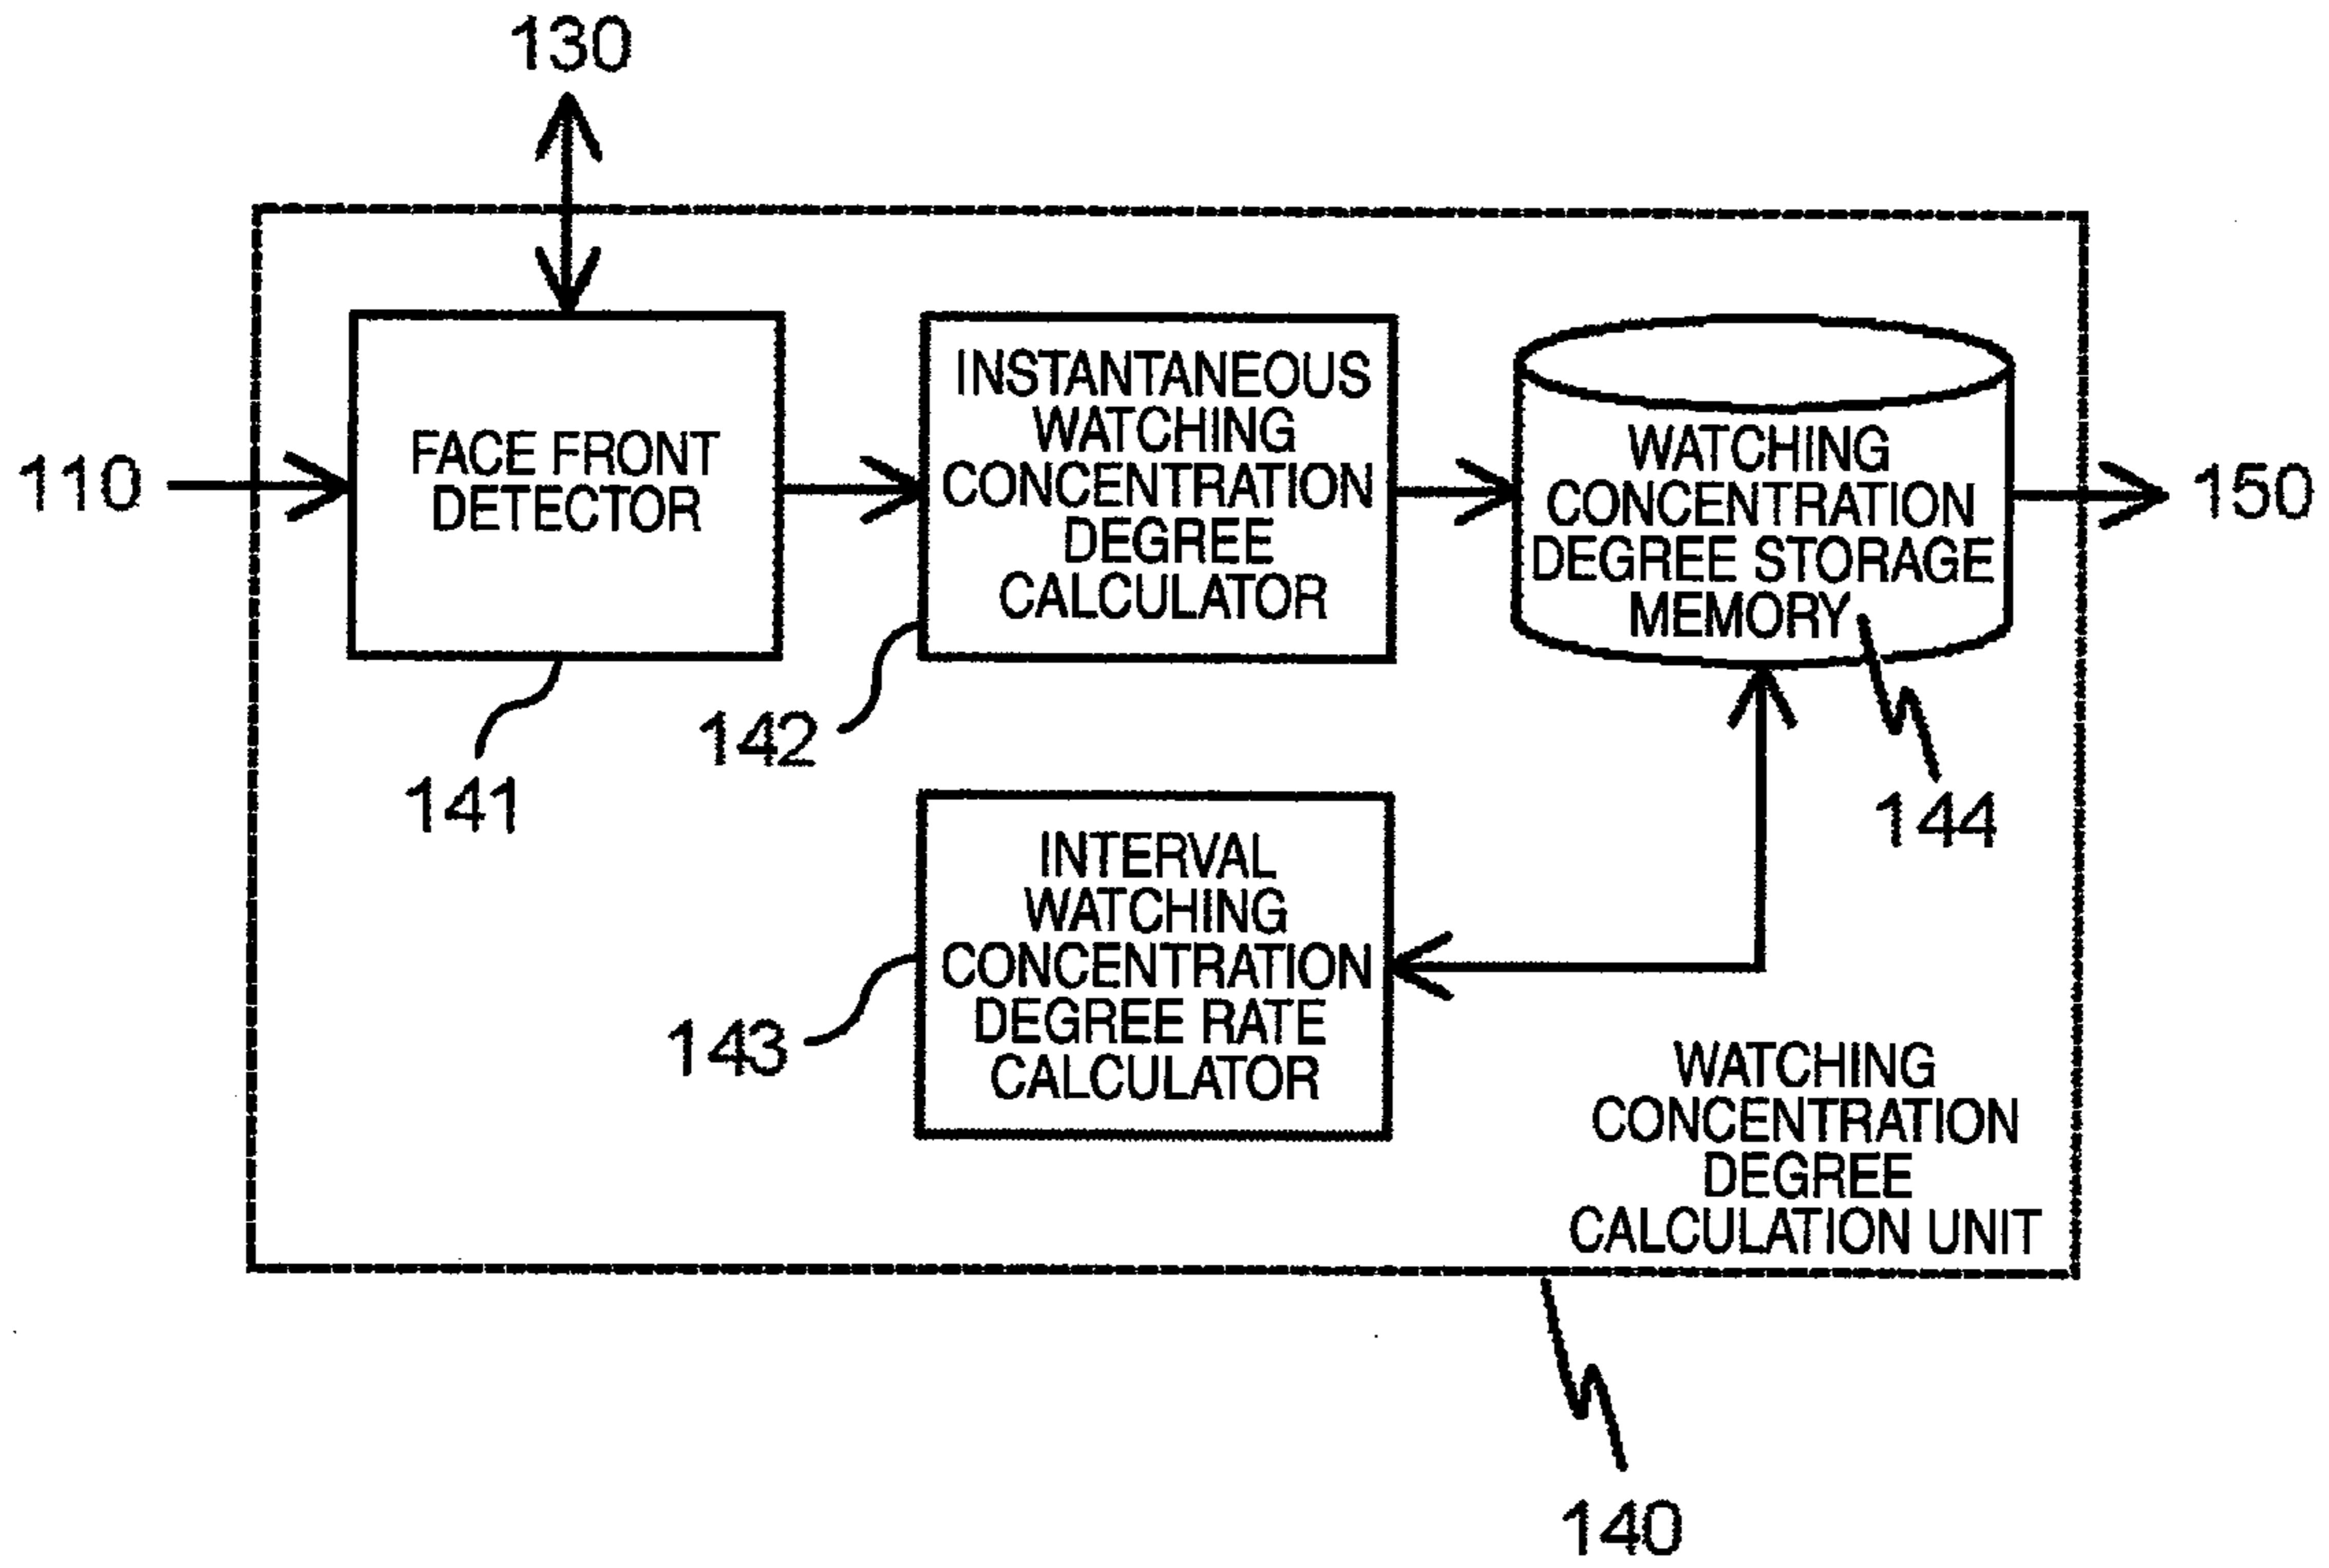 130
110
FACE FRONT
DETECTOR
141
INSTANTANEOUS
WATCHING
CONCENTRATION
DEGREE
CALCULATOR
142
WATCHING
CONCENTRATION
DEGREE STORAGE
MEMORY
144
150
INTERVAL
WATCHING
CONCENTRATION
DEGREE RATE
CALCULATOR
143
WATCHING
CONCENTRATION
DEGREE
CALCULATION UNIT
140